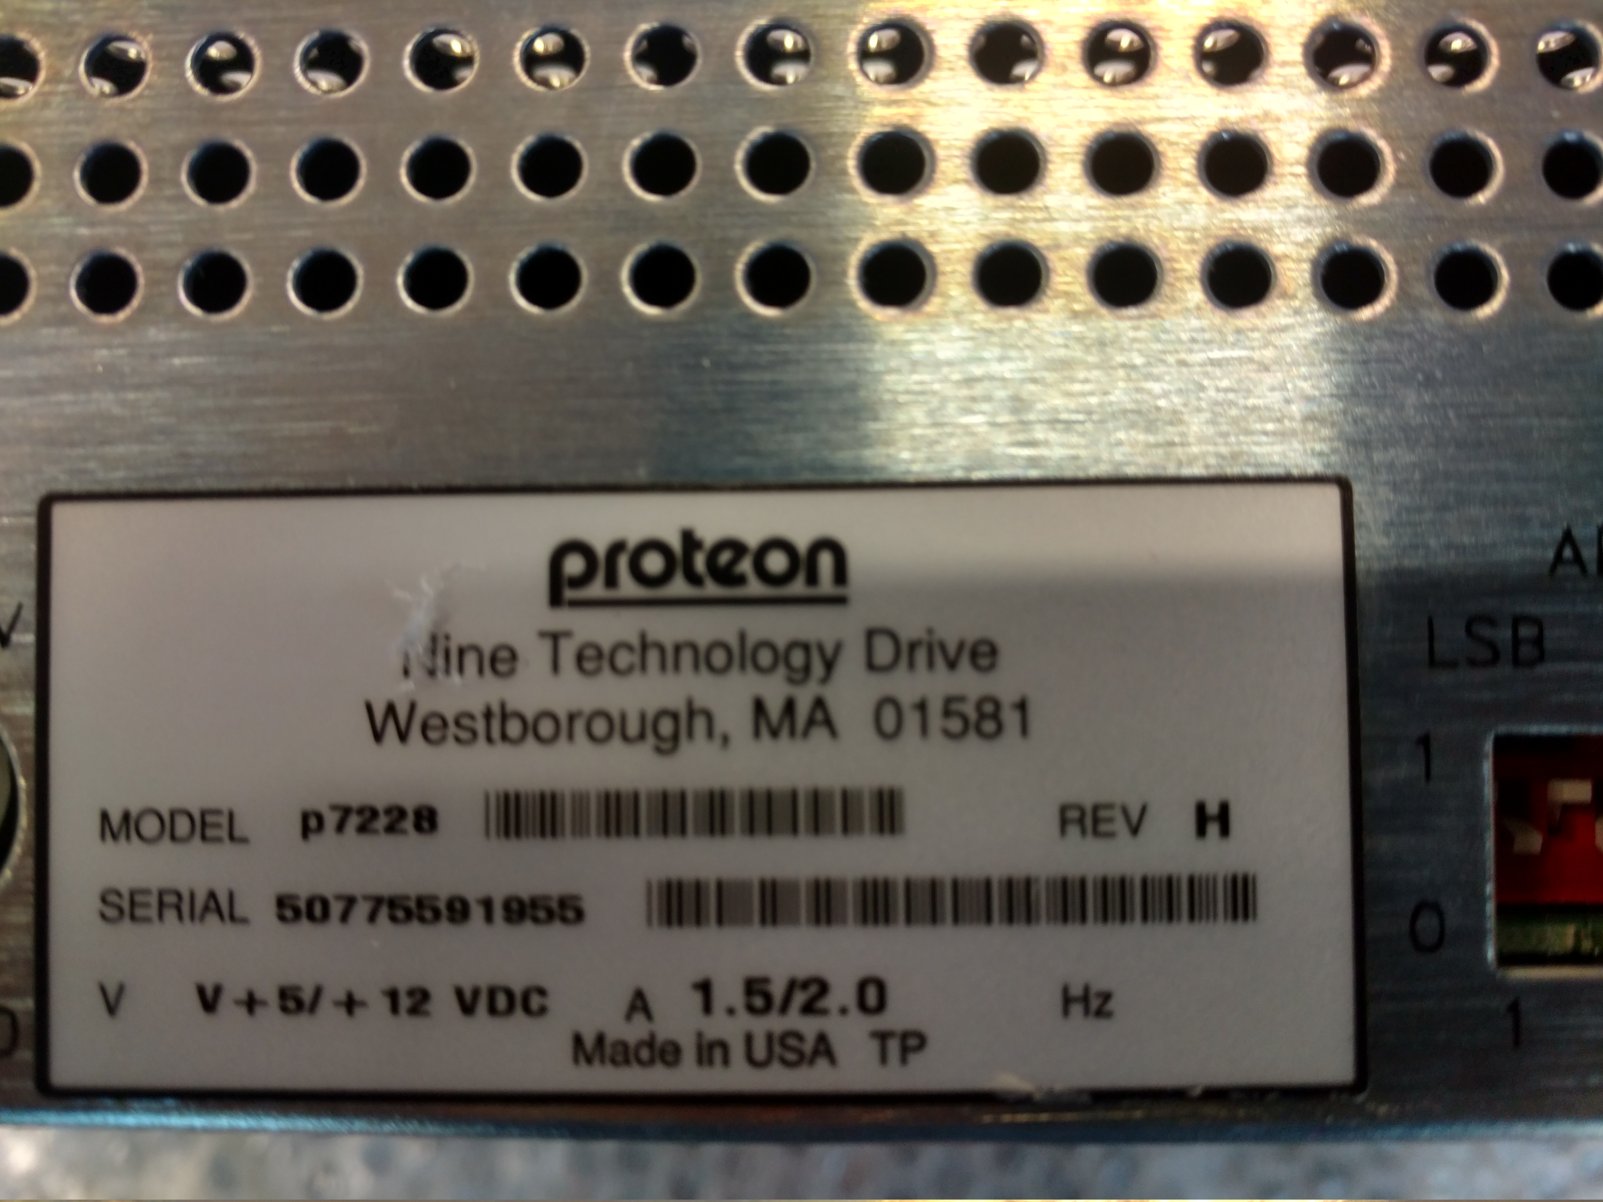 proteon
Nine Technology Drive
Westborough, MA 01581
MODEL p7228 REV H
SERIAL 50775591955
V V+5/+12 VDC A 1.5/2.0 Hz
Made in USA TP
LSB
1
0
1